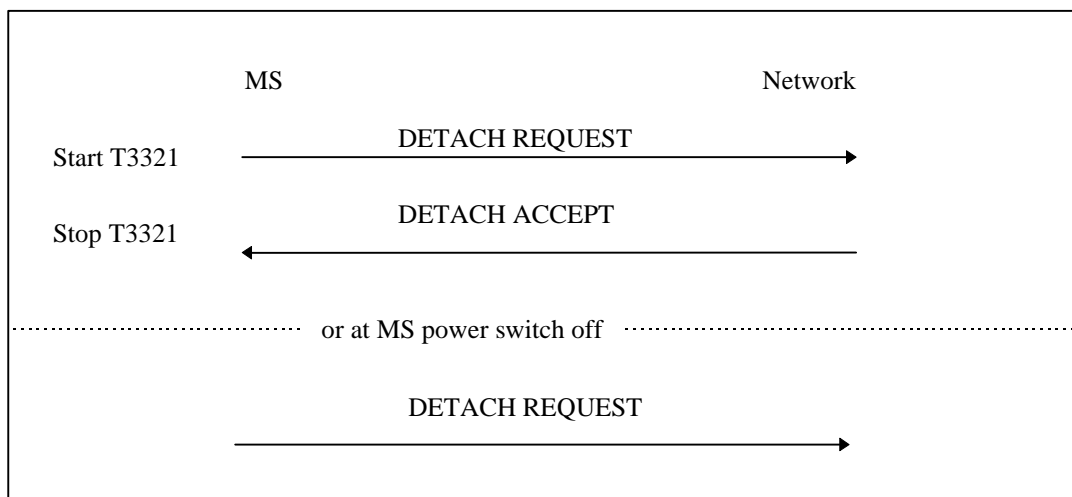 MS Network
Start T3321 DETACH REQUEST
Stop T3321 DETACH ACCEPT
or at MS power switch off
DETACH REQUEST